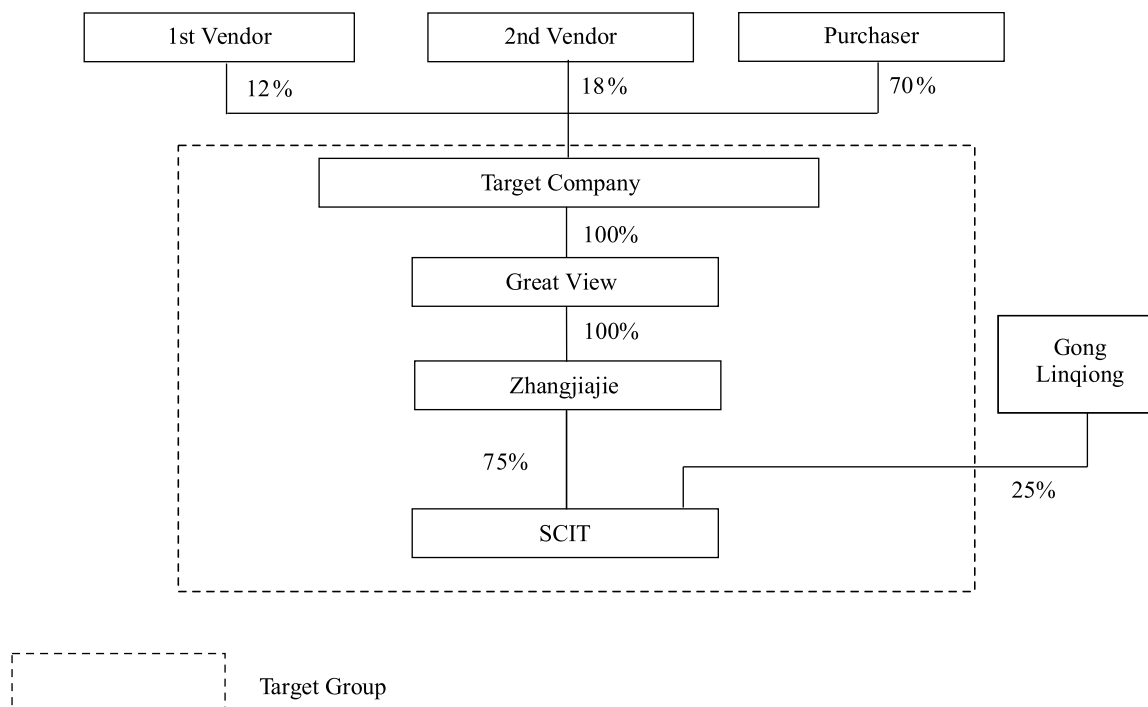 1st Vendor
2nd Vendor
Purchaser
12%
18%
70%
Target Company
100%
Great View
100%
Zhangjiajie
Gong
Linqiong
75%
25%
SCIT
Target Group